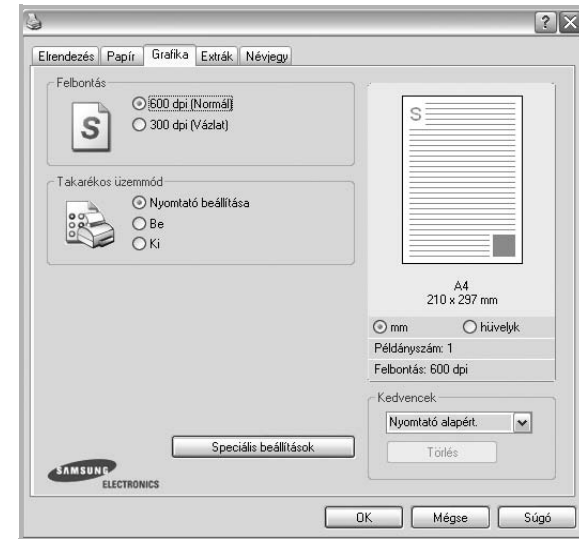 Elrendezés Papír Grafika Extrák Névjegy
Felbontás
600 dpi (Normál)
300 dpi (Vázlat)
S
Takarékos üzemmód
Nyomtató beállítása
Be
Ki
S
A4
210 x 297 mm
mm hüvelyk
Példányszám: 1
Felbontás: 600 dpi
Kedvencek
Nyomtató alapért.
Törlés
Speciális beállítások
SAMSUNG
ELECTRONICS
OK Mégse Súgó